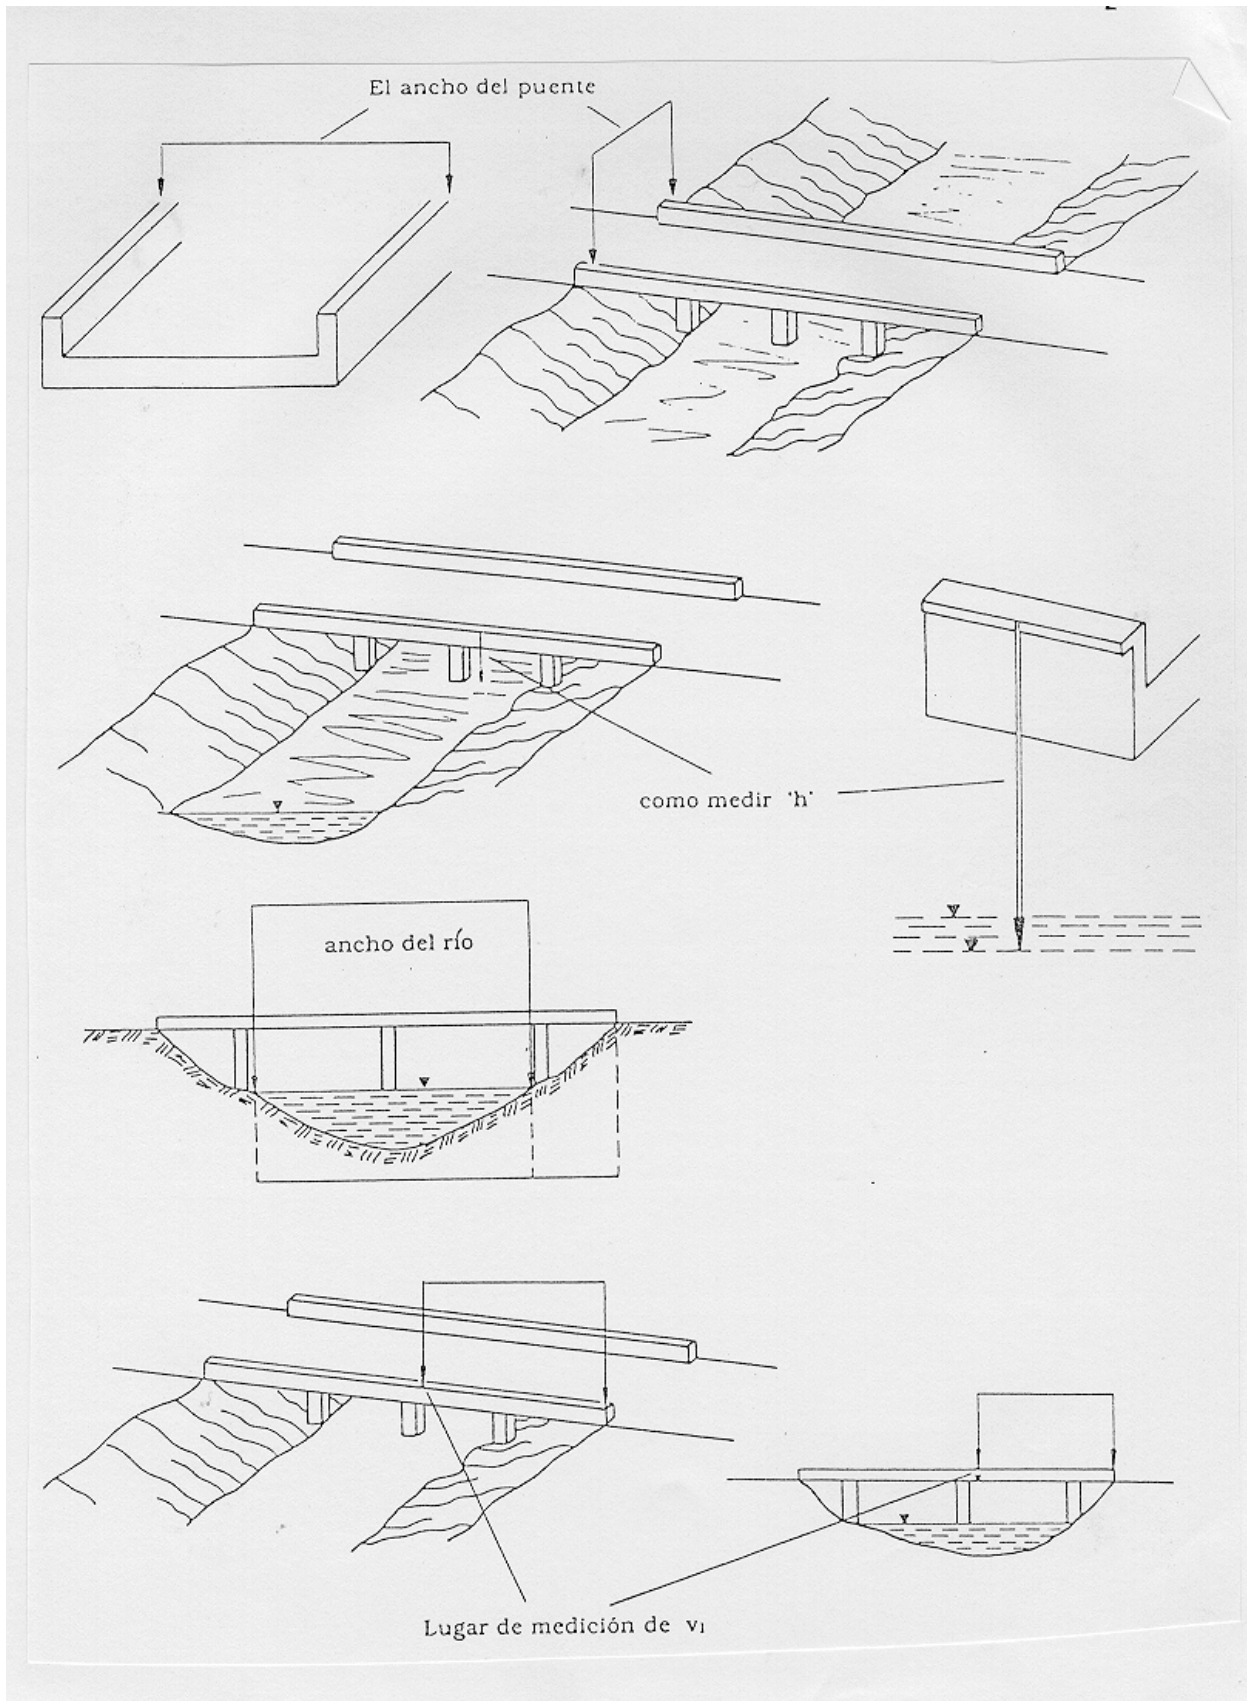 El ancho del puente
como medir 'h'
ancho del río
Lugar de medición de v₁